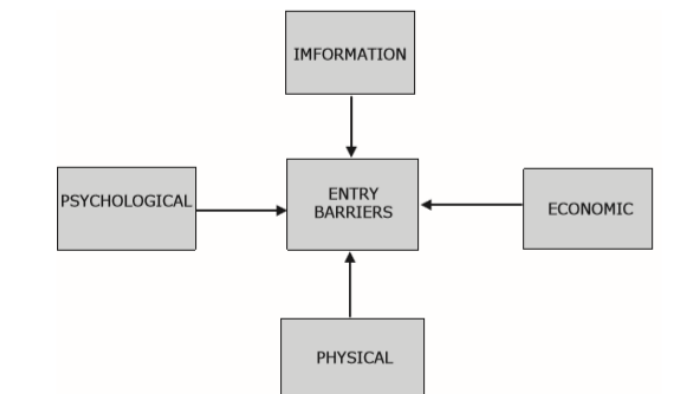 IMFORMATION
PSYCHOLOGICAL
ENTRY
BARRIERS
ECONOMIC
PHYSICAL